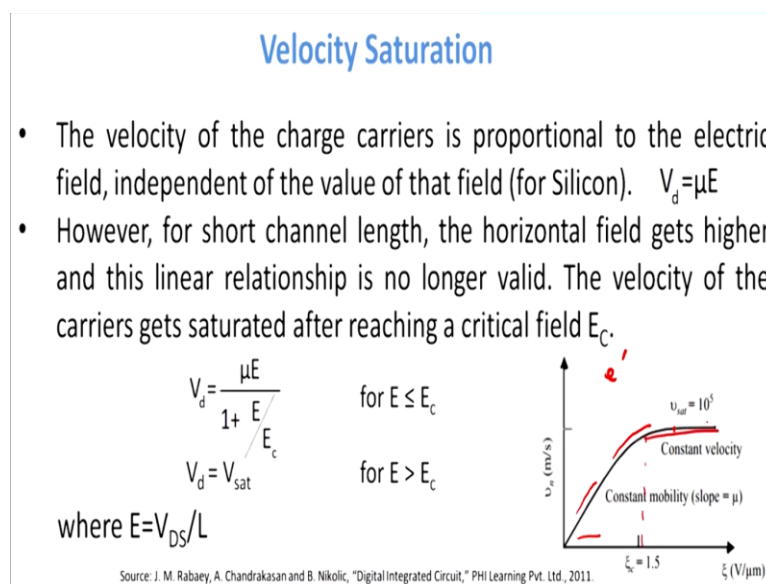 Velocity Saturation
• The velocity of the charge carriers is proportional to the electric
field, independent of the value of that field (for Silicon). V_d=μE
• However, for short channel length, the horizontal field gets higher
and this linear relationship is no longer valid. The velocity of the
carriers gets saturated after reaching a critical field E_C.
V_d = μE / (1+ E/E_c) for E ≤ E_c
V_d = V_sat for E > E_c
where E=V_DS/L
e'
υ_n (m/s)
υ_sat = 10^5
Constant velocity
Constant mobility (slope = μ)
ξ_c = 1.5
ξ (V/μm)
Source: J. M. Rabaey, A. Chandrakasan and B. Nikolic, "Digital Integrated Circuit," PHI Learning Pvt. Ltd., 2011.